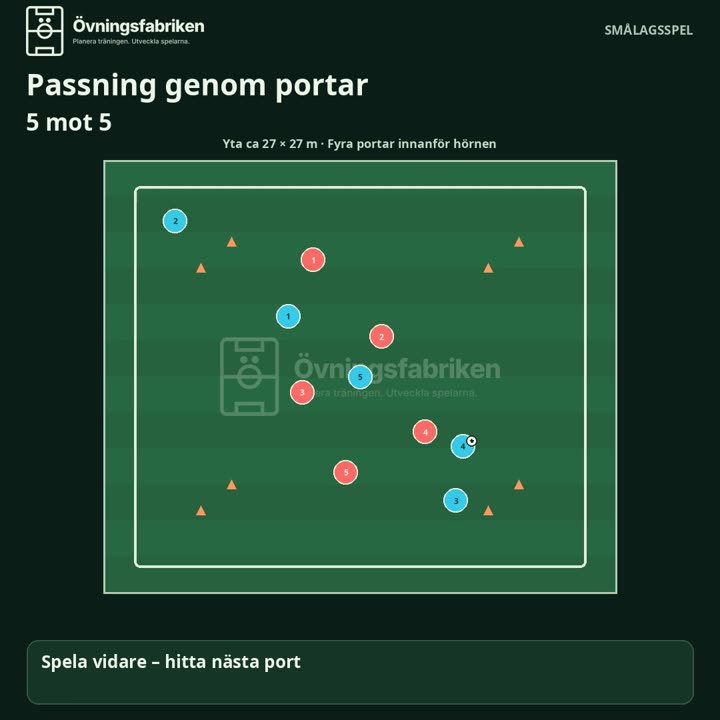 Övningsfabriken
Planera träningen. Utveckla spelarna.
SMÅLAGSSPEL
Passning genom portar
5 mot 5
Yta ca 27 × 27 m · Fyra portar innanför hörnen
2
1
1
2
Övningsfabriken
5
3
era träningen. Utveckla spelarna.
4
4
5
3
Spela vidare – hitta nästa port